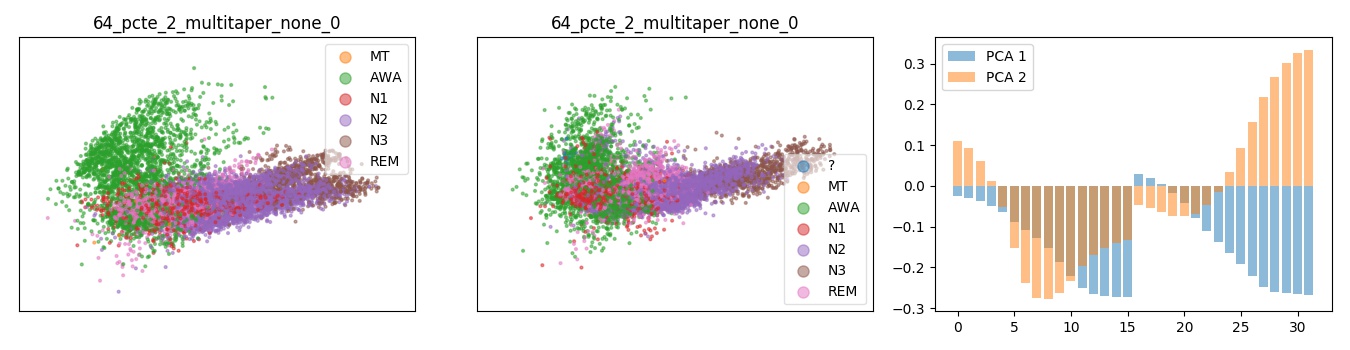 64_pcte_2_multitaper_none_0
MT
AWA
N1
N2
N3
REM
64_pcte_2_multitaper_none_0
?
MT
AWA
N1
N2
N3
REM
PCA 1
PCA 2
0.3
0.2
0.1
0.0
−0.1
−0.2
−0.3
0 5 10 15 20 25 30